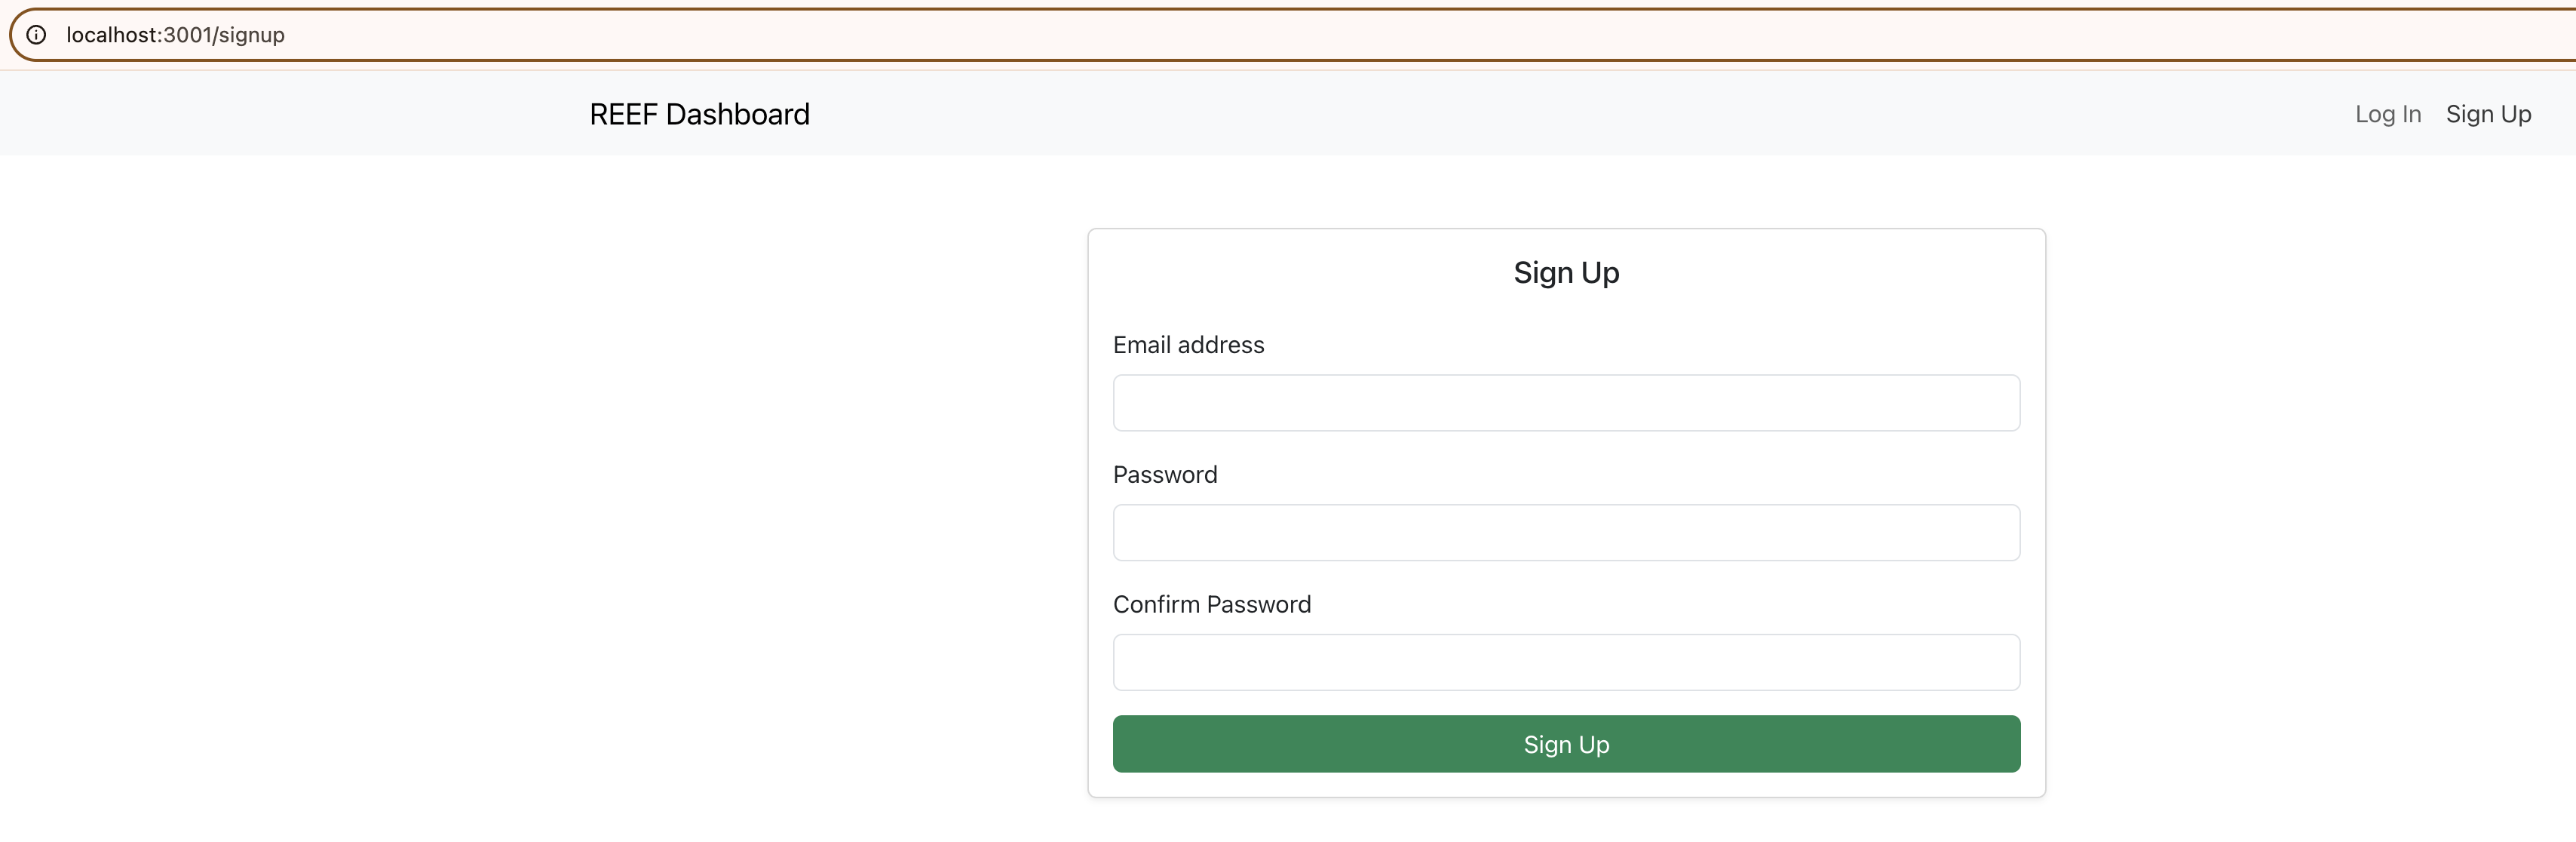 localhost:3001/signup
REEF Dashboard
Log In
Sign Up
Sign Up
Email address
Password
Confirm Password
Sign Up